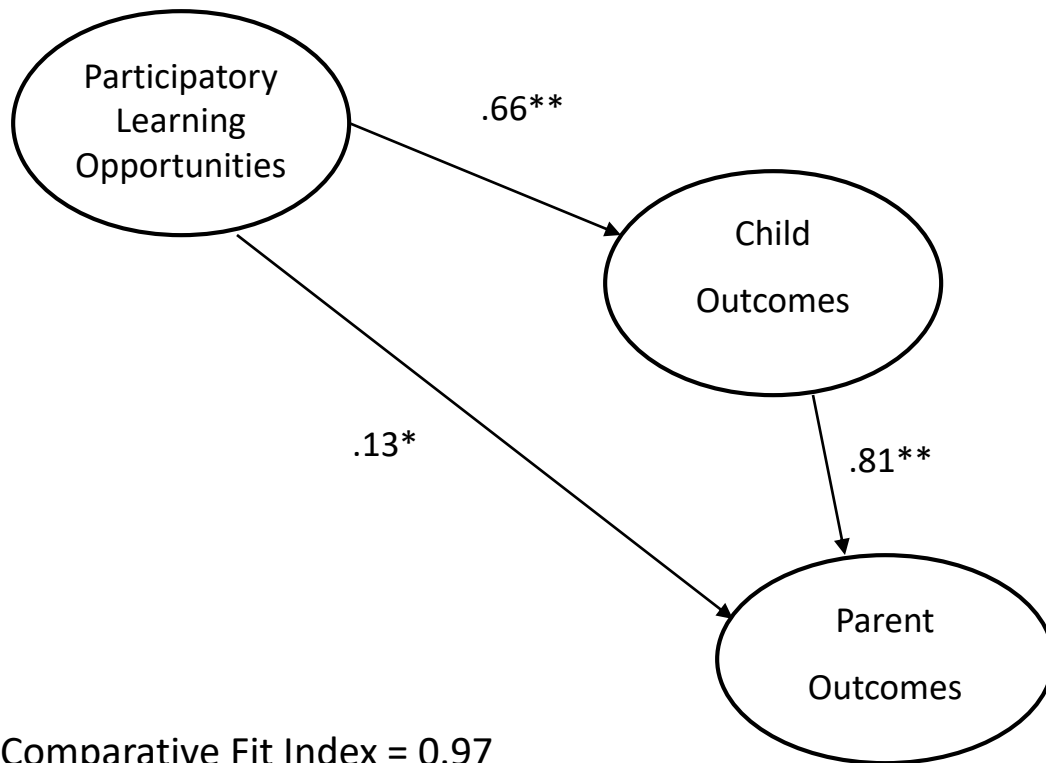 Participatory
Learning
Opportunities
.66**
Child
Outcomes
.13*
.81**
Parent
Outcomes
Comparative Fit Index = 0.97